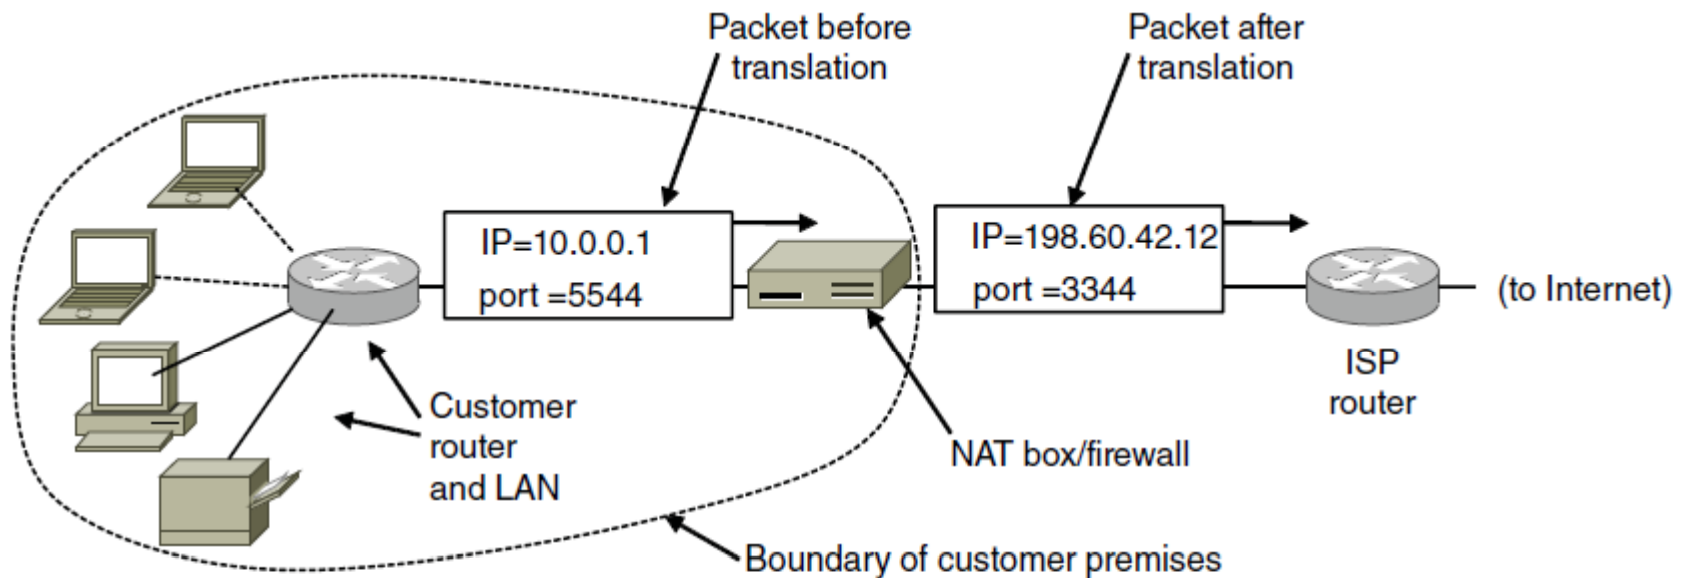 Packet before
translation
Packet after
translation
IP=10.0.0.1
port =5544
IP=198.60.42.12
port =3344
(to Internet)
ISP
router
Customer
router
and LAN
NAT box/firewall
Boundary of customer premises